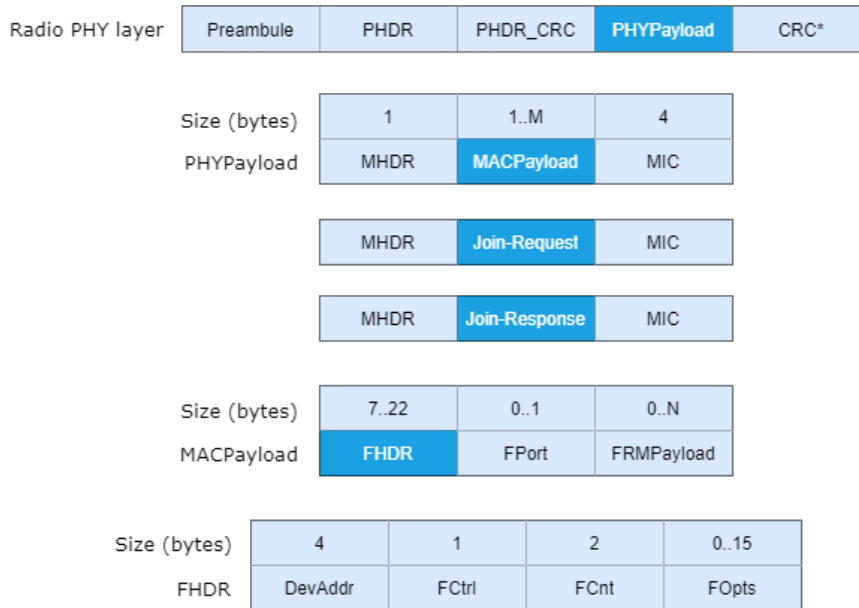 Radio PHY layer Preambule PHDR PHDR_CRC PHYPayload CRC*
Size (bytes) 1 1..M 4
PHYPayload MHDR MACPayload MIC
MHDR Join-Request MIC
MHDR Join-Response MIC
Size (bytes) 7..22 0..1 0..N
MACPayload FHDR FPort FRMPayload
Size (bytes) 4 1 2 0..15
FHDR DevAddr FCtrl FCnt FOpts